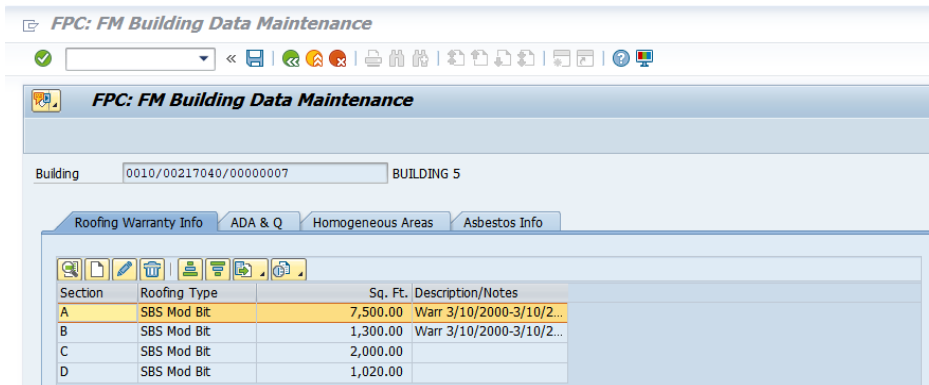 FPC: FM Building Data Maintenance
FPC: FM Building Data Maintenance
Building 0010/00217040/00000007 BUILDING 5
Roofing Warranty Info ADA & Q Homogeneous Areas Asbestos Info
Section Roofing Type Sq. Ft. Description/Notes
A SBS Mod Bit 7,500.00 Warr 3/10/2000-3/10/2...
B SBS Mod Bit 1,300.00 Warr 3/10/2000-3/10/2...
C SBS Mod Bit 2,000.00
D SBS Mod Bit 1,020.00